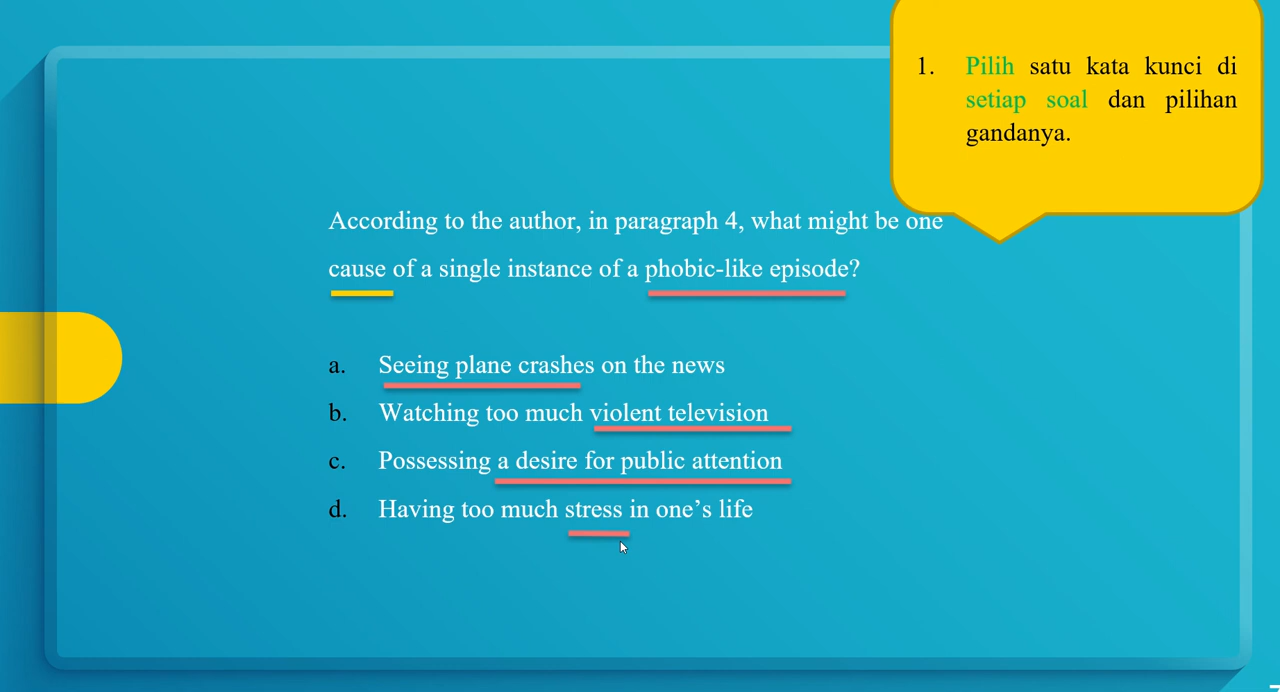 1. Pilih satu kata kunci di
setiap soal dan pilihan
gandanya.
According to the author, in paragraph 4, what might be one
cause of a single instance of a phobic-like episode?
a. Seeing plane crashes on the news
b. Watching too much violent television
c. Possessing a desire for public attention
d. Having too much stress in one’s life